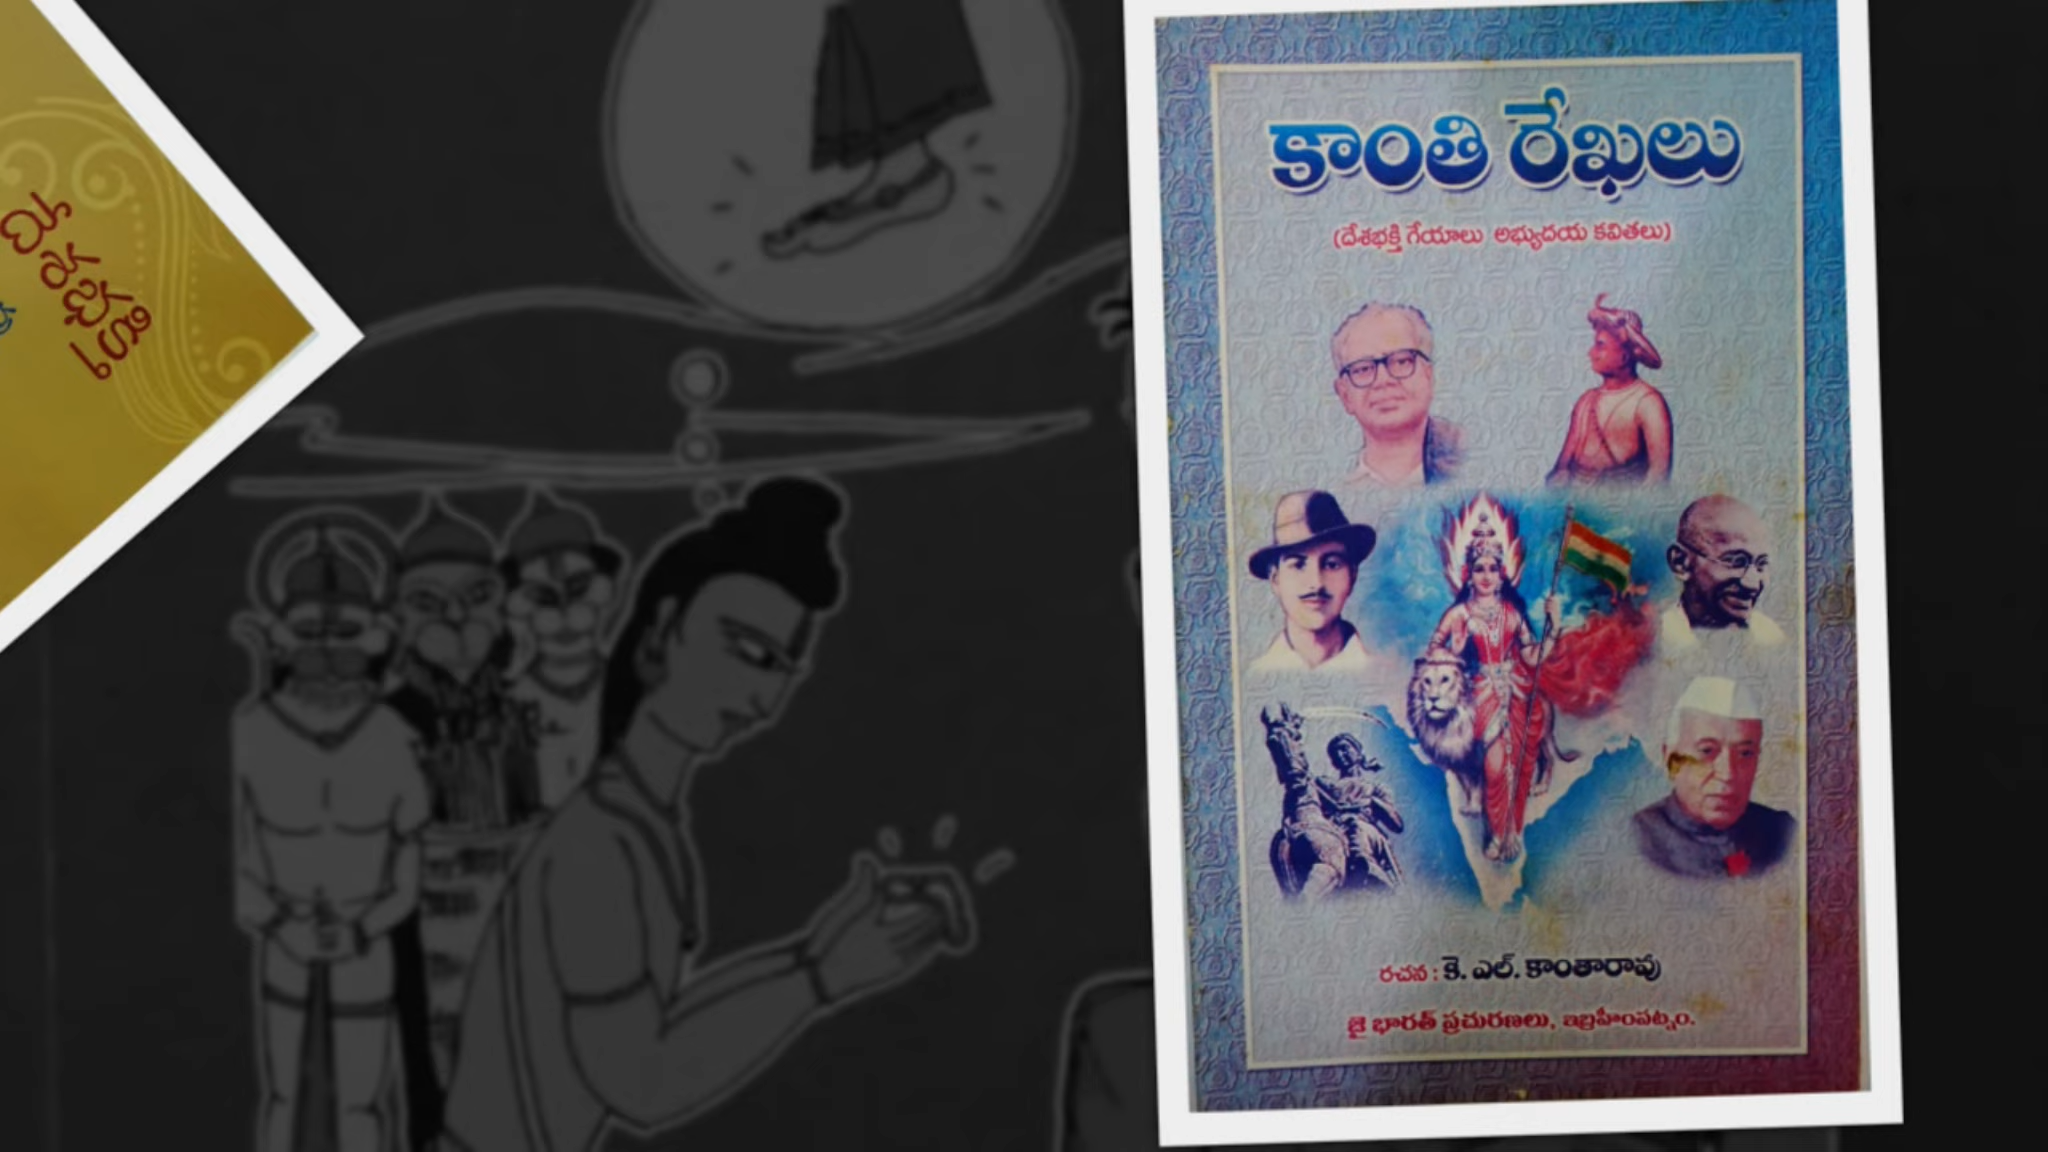 కాంతి రేఖలు
(దేశభక్తి గేయాలు అభ్యుదయ కవితలు)
రచన : కె. ఎల్. కాంతారావు
జై భారత్ ప్రచురణలు, ఇబ్రహీంపట్నం.